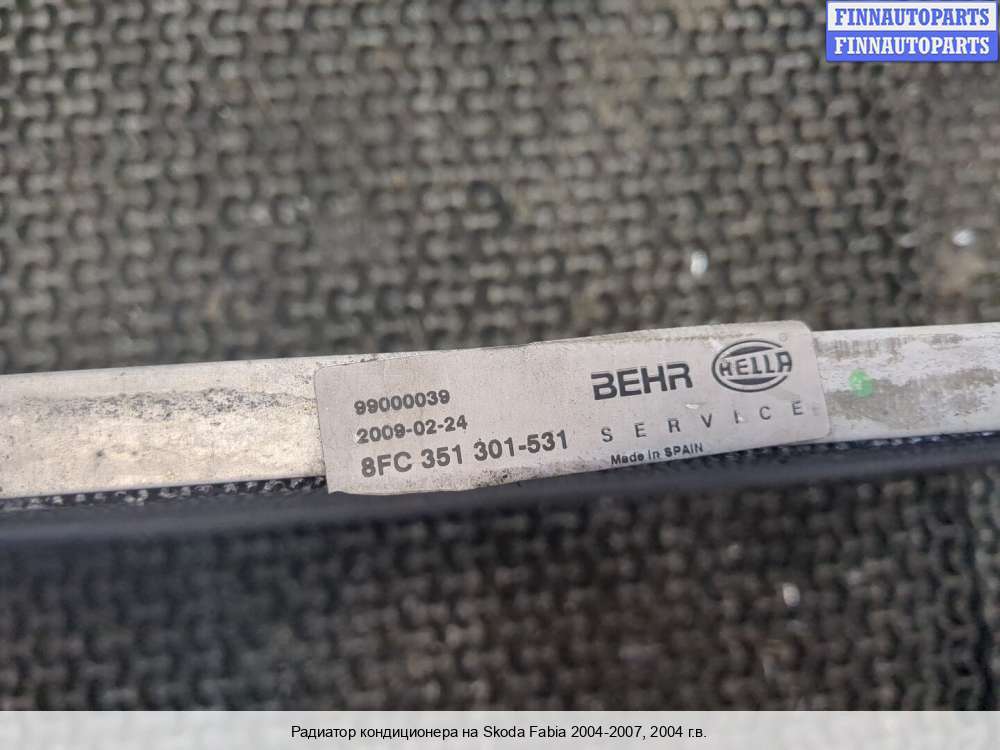 FINNAUTOPARTS
FINNAUTOPARTS
99000039
2009-02-24
8FC 351 301-531
BEHR HELLA
SERVICE
Made in SPAIN
Радиатор кондиционера на Skoda Fabia 2004-2007, 2004 г.в.